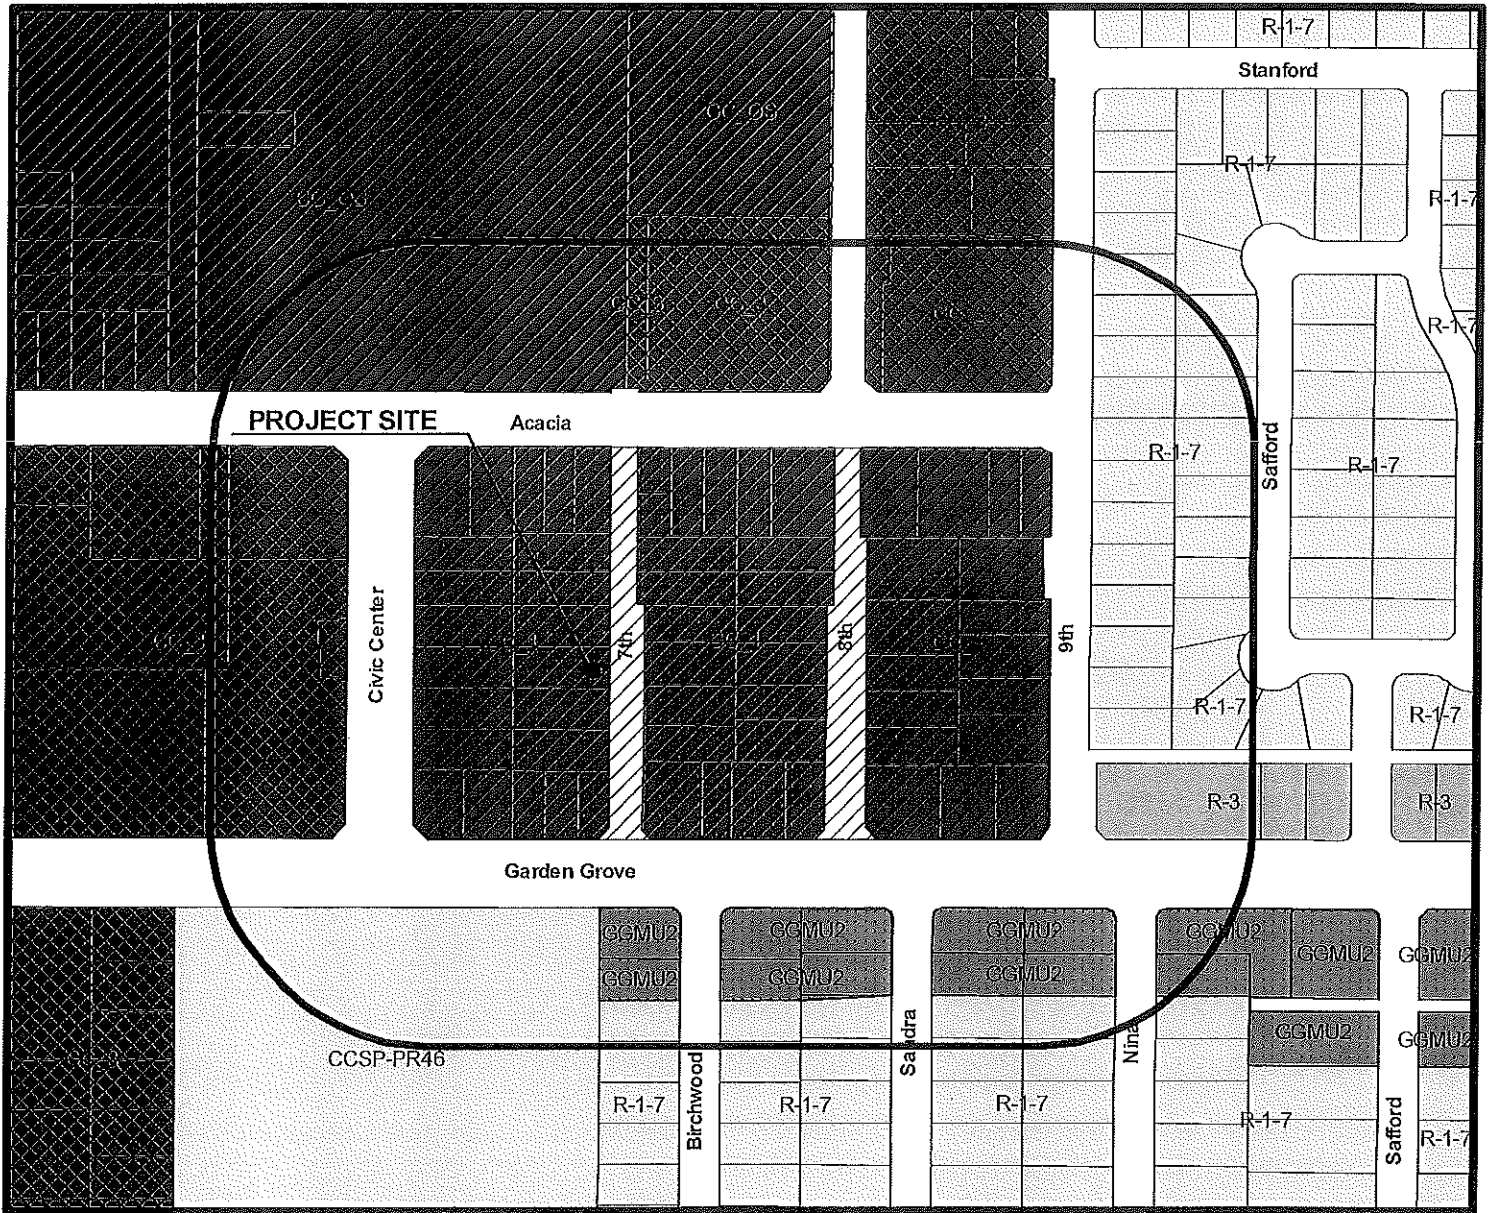 R-1-7
Stanford
R-1-7
R-1-7
R-1-7
PROJECT SITE
Acacia
R-1-7
Safford
R-1-7
Civic Center
7th
8th
9th
R-1-7
R-1-7
R-3
R-3
Garden Grove
GGMU2
GGMU2
GGMU2
GGMU2
GGMU2
GGMU2
GGMU2
GGMU2
GGMU2
GGMU2
GGMU2
CCSP-PR46
Birchwood
Sandra
Nina
Safford
R-1-7
R-1-7
R-1-7
R-1-7
R-1-7